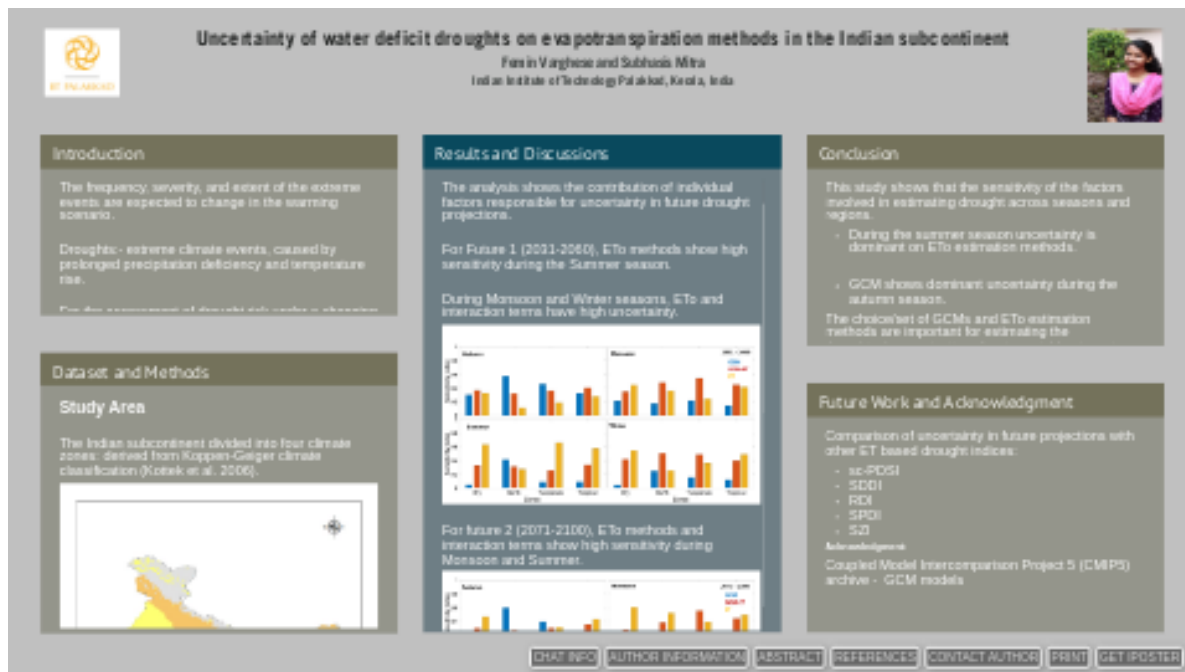 Uncertainty of water deficit droughts on evapotranspiration methods in the Indian subcontinent
Femin Varghese and Subhasis Mitra
Indian Institute of Technology Palakkad, Kerala, India
IIT PALAKKAD
Introduction
The frequency, severity, and extent of the extreme
events are expected to change in the warming
scenario.
Droughts:- extreme climate events, caused by
prolonged precipitation deficiency and temperature
rise.
Dataset and Methods
Study Area
The Indian subcontinent divided into four climate
zones: derived from Koppen-Geiger climate
classification (Kottek et al. 2006).
Results and Discussions
The analysis shows the contribution of individual
factors responsible for uncertainty in future drought
projections.
For Future 1 (2031-2060), ETo methods show high
sensitivity during the Summer season.
During Monsoon and Winter seasons, ETo and
interaction terms have high uncertainty.
For future 2 (2071-2100), ETo methods and
interaction terms show high sensitivity during
Monsoon and Summer.
Conclusion
This study shows that the sensitivity of the factors
involved in estimating drought across seasons and
regions.
- During the summer season uncertainty is
dominant on ETo estimation methods.
- GCM shows dominant uncertainty during the
autumn season.
The choice/set of GCMs and ETo estimation
methods are important for estimating the
Future Work and Acknowledgment
Comparison of uncertainty in future projections with
other ET based drought indices:
- sc-PDSI
- SDDI
- RDI
- SPDI
- SZI
Acknowledgment
Coupled Model Intercomparison Project 5 (CMIP5)
archive - GCM models
CHAT INFO
AUTHOR INFORMATION
ABSTRACT
REFERENCES
CONTACT AUTHOR
PRINT
GET IPOSTER